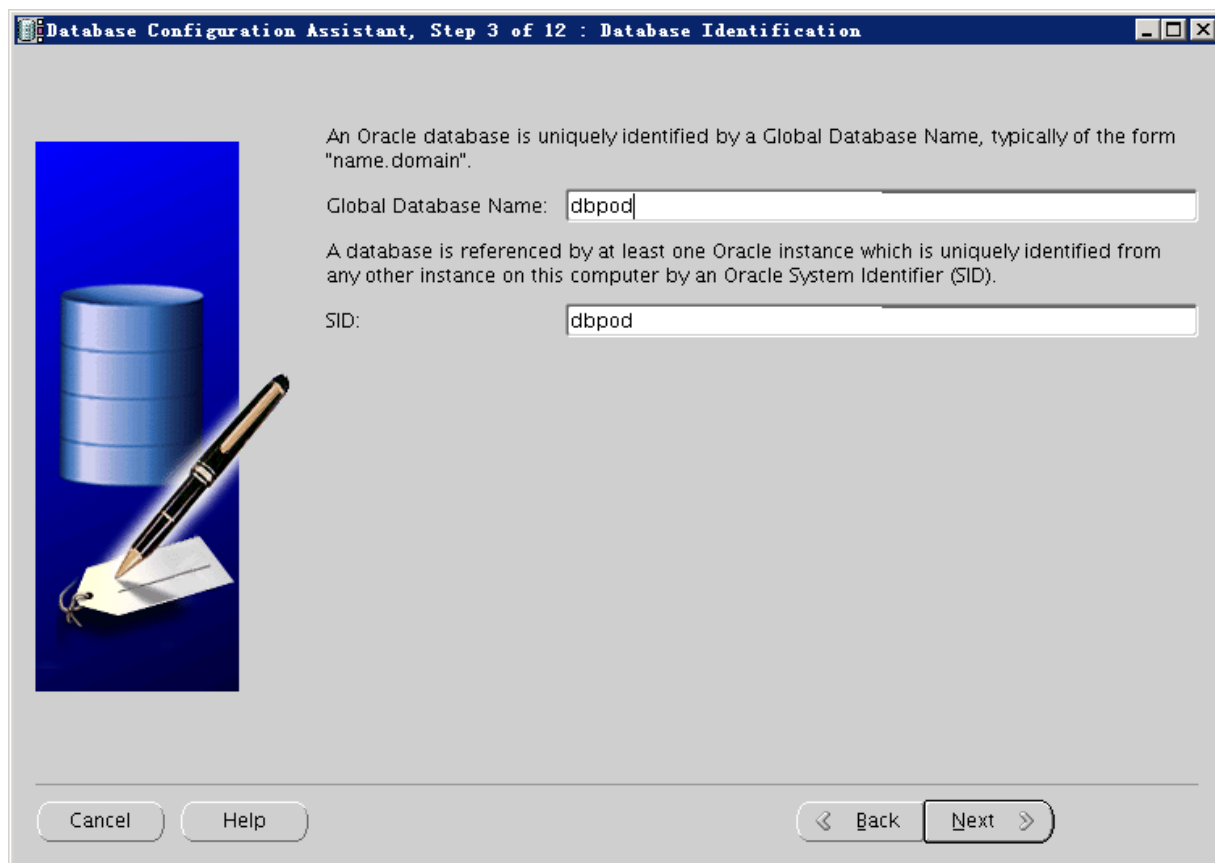 Database Configuration Assistant, Step 3 of 12 : Database Identification
An Oracle database is uniquely identified by a Global Database Name, typically of the form
"name.domain".
Global Database Name: dbpod
A database is referenced by at least one Oracle instance which is uniquely identified from
any other instance on this computer by an Oracle System Identifier (SID).
SID: dbpod
Cancel Help Back Next